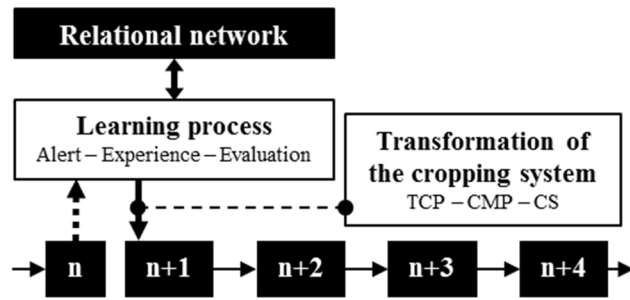 Relational network
Learning process
Alert – Experience – Evaluation
Transformation of
the cropping system
TCP – CMP – CS
n
n+1
n+2
n+3
n+4